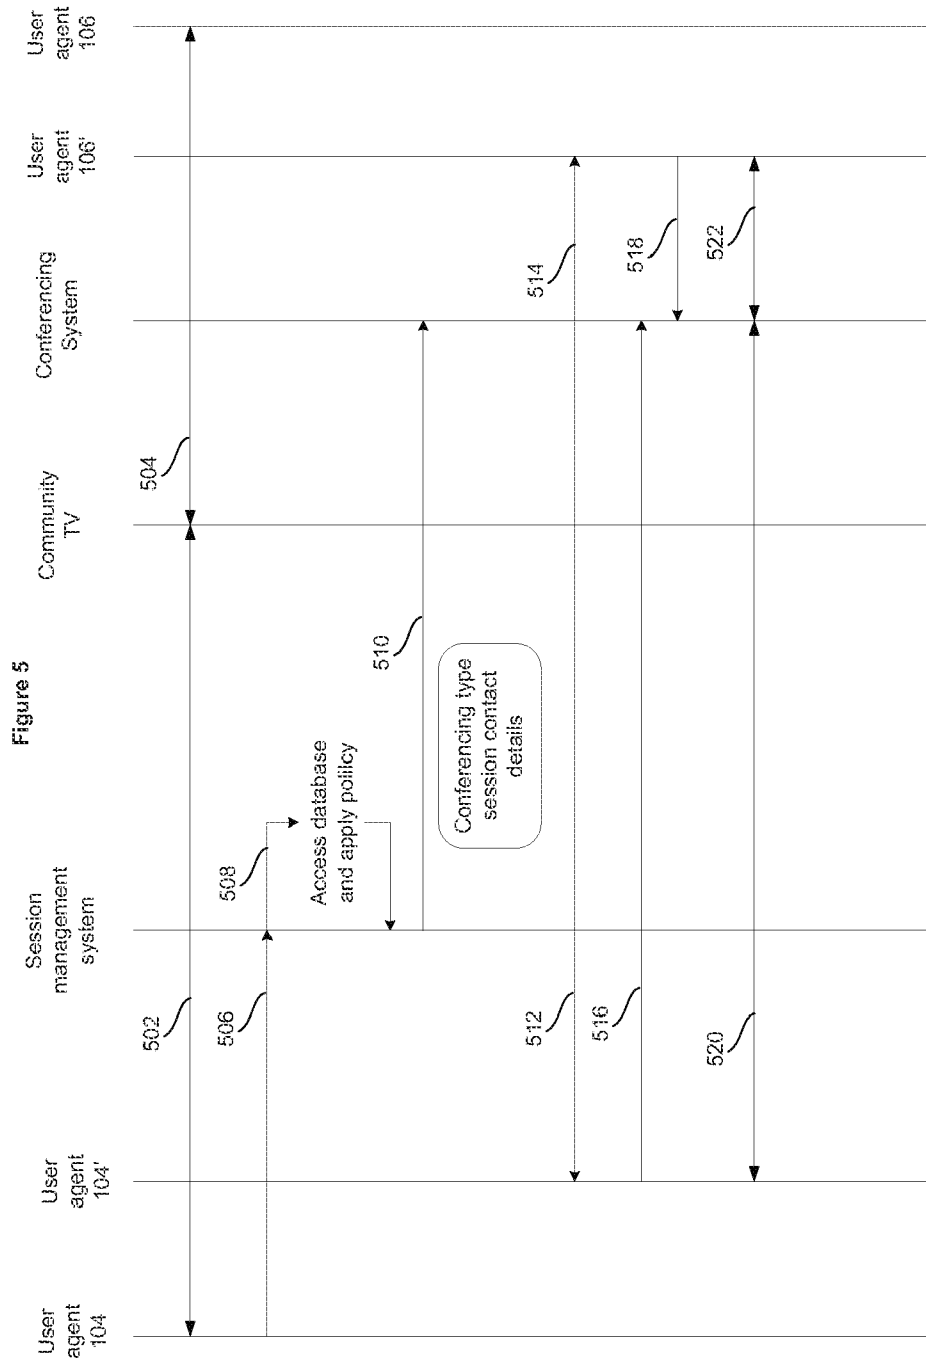 Figure 5
User
agent
104
User
agent
104'
Session
management
system
Community
TV
Conferencing
System
User
agent
106'
User
agent
106
502
504
506
508
Access database
and apply policy
510
Conferencing type
session contact
details
512
514
516
518
520
522